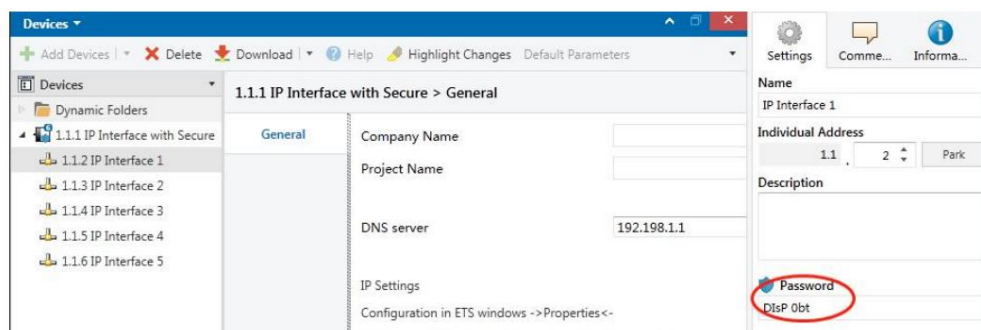 Devices
Add Devices Delete Download Help Highlight Changes Default Parameters
Devices
Dynamic Folders
1.1.1 IP Interface with Secure
1.1.2 IP Interface 1
1.1.3 IP Interface 2
1.1.4 IP Interface 3
1.1.5 IP Interface 4
1.1.6 IP Interface 5
1.1.1 IP Interface with Secure > General
General
Company Name
Project Name
DNS server 192.198.1.1
IP Settings
Configuration in ETS windows ->Properties<-
Settings Comme... Informa...
Name
IP Interface 1
Individual Address
1.1 . 2 Park
Description
Password
DIsP 0bt